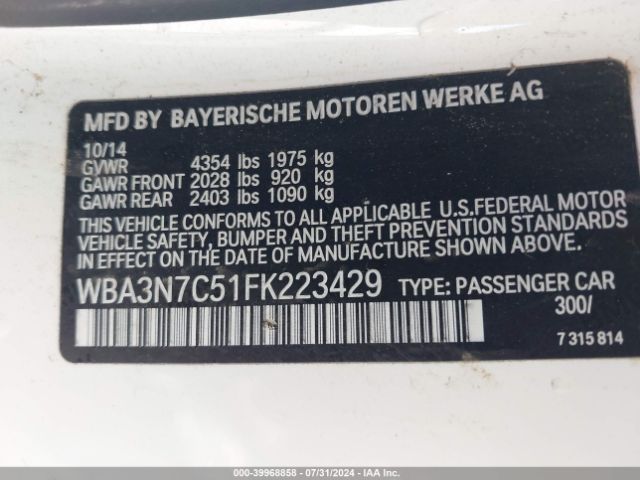 MFD BY BAYERISCHE MOTOREN WERKE AG
10/14
GVWR 4354 lbs 1975 kg
GAWR FRONT 2028 lbs 920 kg
GAWR REAR 2403 lbs 1090 kg
THIS VEHICLE CONFORMS TO ALL APPLICABLE U.S.FEDERAL MOTOR
VEHICLE SAFETY, BUMPER AND THEFT PREVENTION STANDARDS
IN EFFECT ON THE DATE OF MANUFACTURE SHOWN ABOVE.
WBA3N7C51FK223429 TYPE: PASSENGER CAR
300/
7 315 814
000-39968858 | 07/31/2024 | IAA Inc.